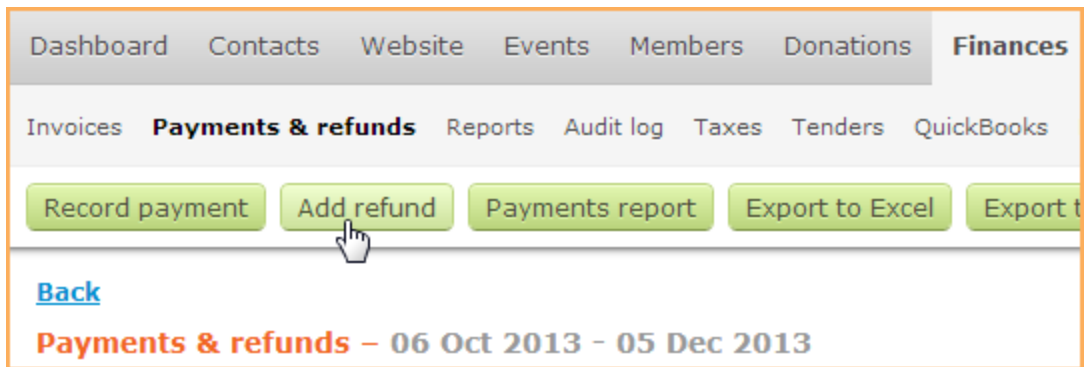 Dashboard Contacts Website Events Members Donations Finances
Invoices Payments & refunds Reports Audit log Taxes Tenders QuickBooks
Record payment Add refund Payments report Export to Excel Export
Back
Payments & refunds – 06 Oct 2013 - 05 Dec 2013